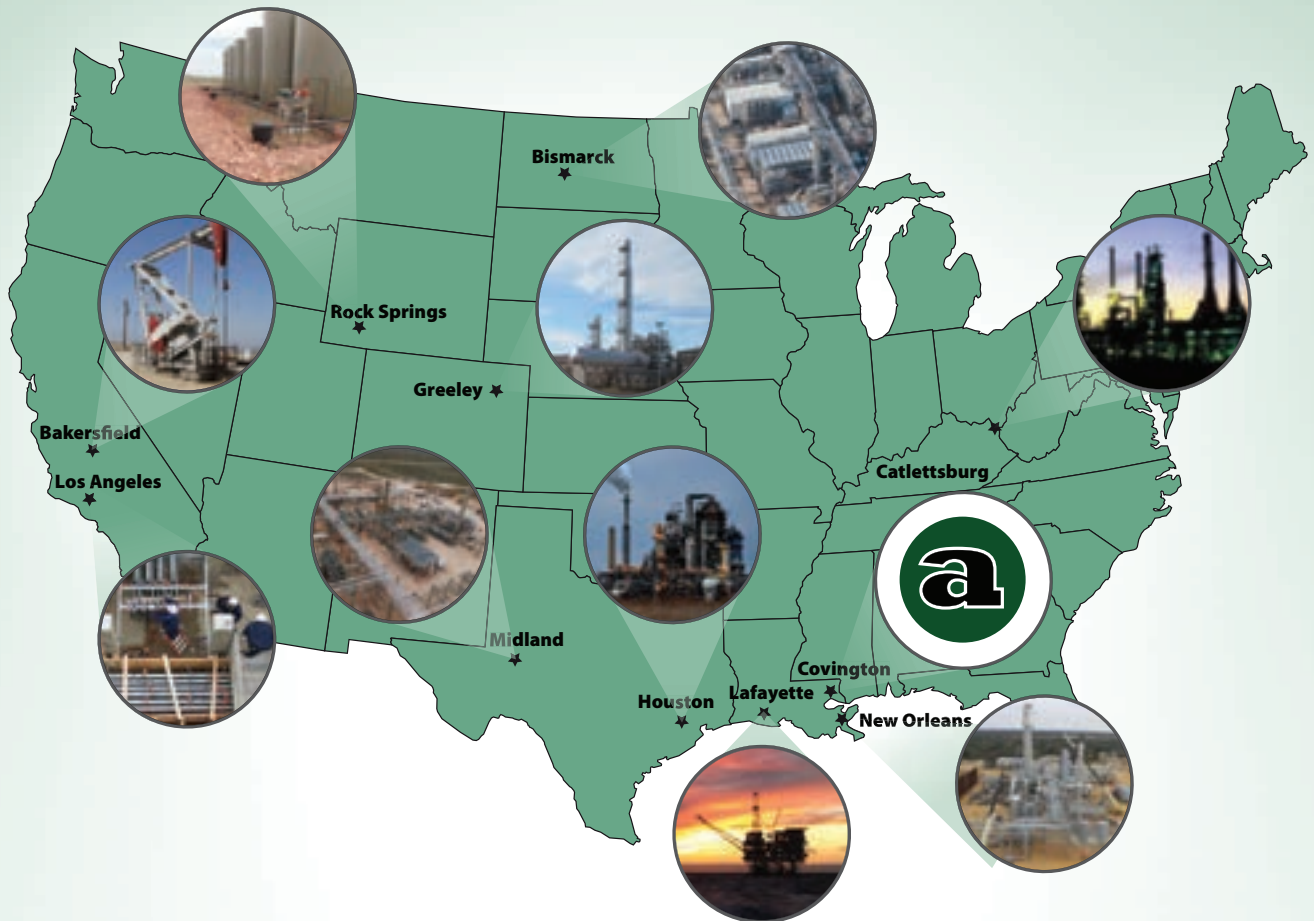 Bismarck
Rock Springs
Greeley
Bakersfield
Los Angeles
Catlettsburg
a
Midland
Covington
Lafayette
Houston
New Orleans